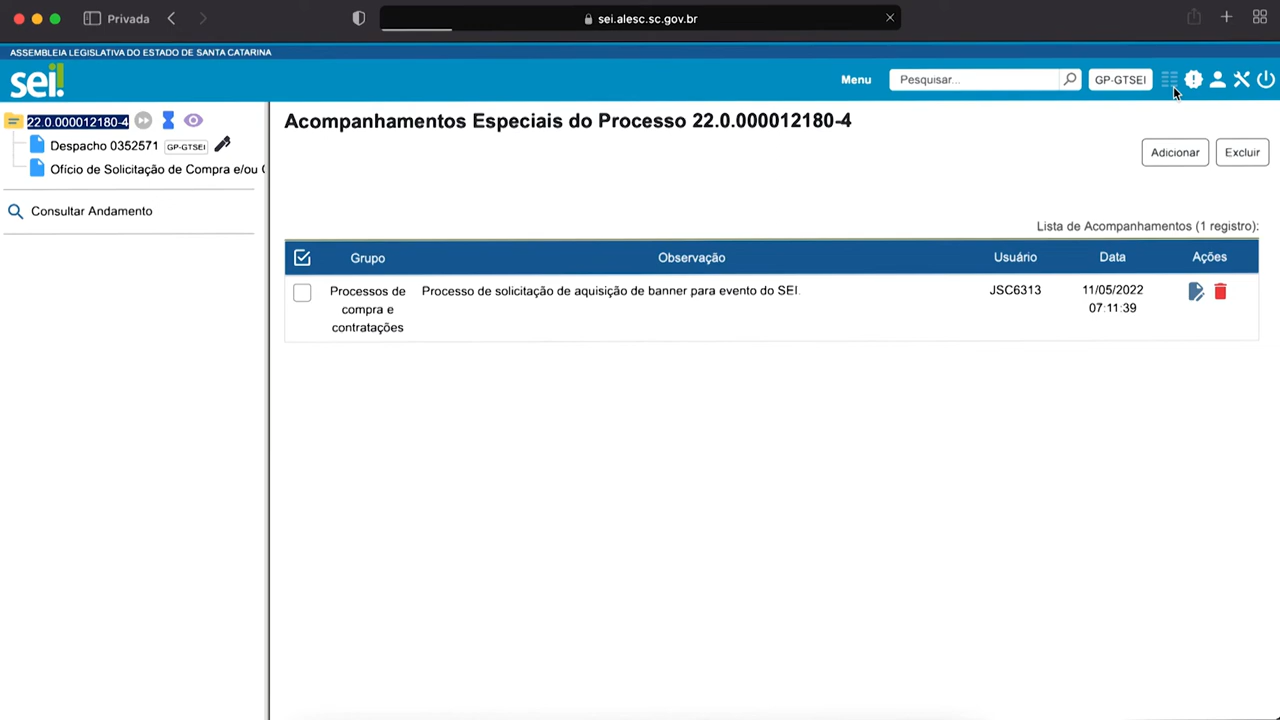 Privada
sei.alesc.sc.gov.br
ASSEMBLEIA LEGISLATIVA DO ESTADO DE SANTA CATARINA
sei!
Menu
Pesquisar...
GP-GTSEI
22.0.000012180-4
Despacho 0352571 GP-GTSEI
Ofício de Solicitação de Compra e/ou
Consultar Andamento
Acompanhamentos Especiais do Processo 22.0.000012180-4
Adicionar
Excluir
Lista de Acompanhamentos (1 registro):
Grupo Observação Usuário Data Ações
Processos de Processo de solicitação de aquisição de banner para evento do SEI. JSC6313 11/05/2022
compra e 07:11:39
contratações